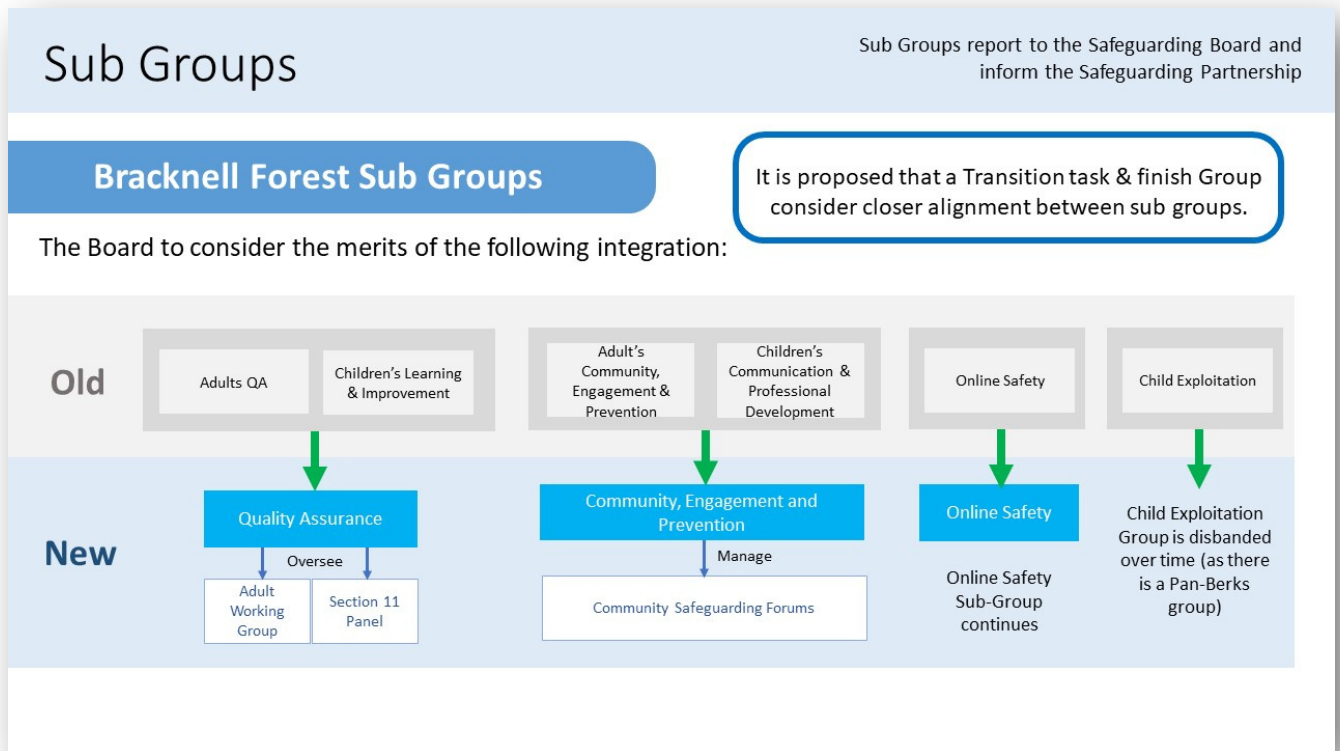 Sub Groups
Sub Groups report to the Safeguarding Board and
inform the Safeguarding Partnership
Bracknell Forest Sub Groups
It is proposed that a Transition task & finish Group
consider closer alignment between sub groups.
The Board to consider the merits of the following integration:
Old
Adults QA
Children's Learning
& Improvement
Adult's
Community,
Engagement &
Prevention
Children's
Communication &
Professional
Development
Online Safety
Child Exploitation
New
Quality Assurance
Oversee
Adult
Working
Group
Section 11
Panel
Community, Engagement and
Prevention
Manage
Community Safeguarding Forums
Online Safety
Online Safety
Sub-Group
continues
Child Exploitation
Group is disbanded
over time (as there
is a Pan-Berks
group)